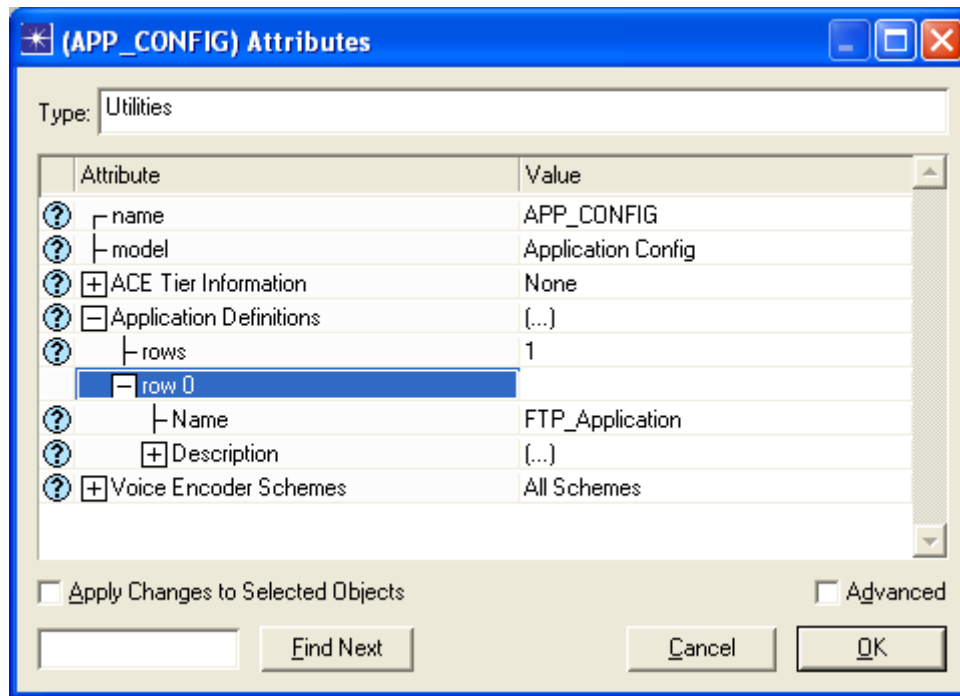 (APP_CONFIG) Attributes
Type: Utilities
Attribute Value
? name APP_CONFIG
? model Application Config
? + ACE Tier Information None
? − Application Definitions (...)
? rows 1
− row 0
? Name FTP_Application
? + Description (...)
? + Voice Encoder Schemes All Schemes
Apply Changes to Selected Objects Advanced
Find Next Cancel OK